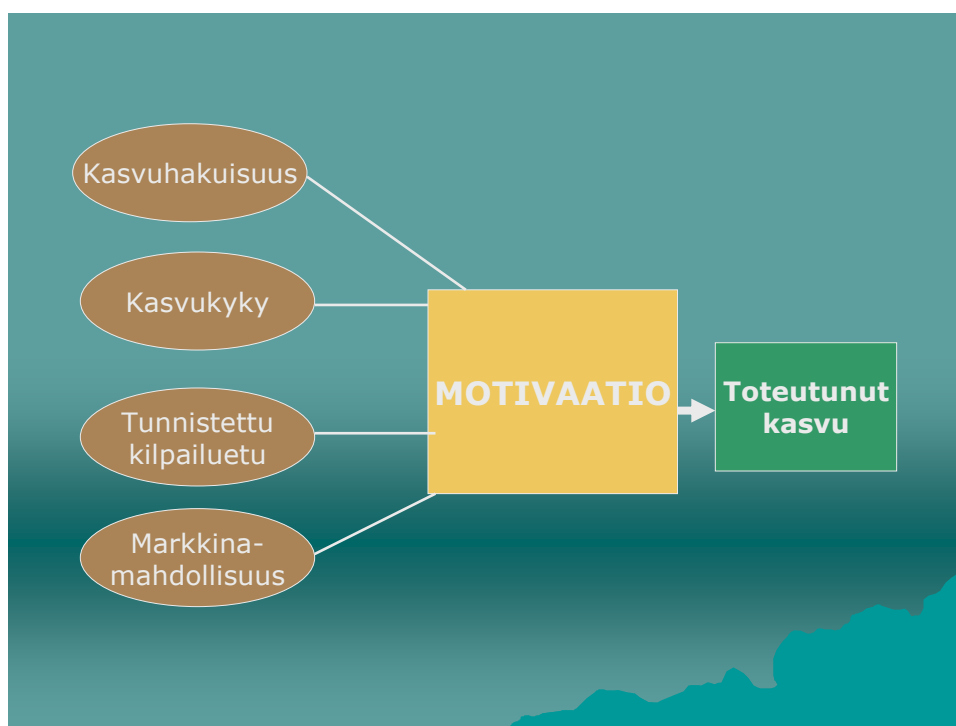 Kasvuhakuisuus
Kasvukyky
Tunnistettu
kilpailuetu
Markkina-
mahdollisuus
MOTIVAATIO
Toteutunut
kasvu